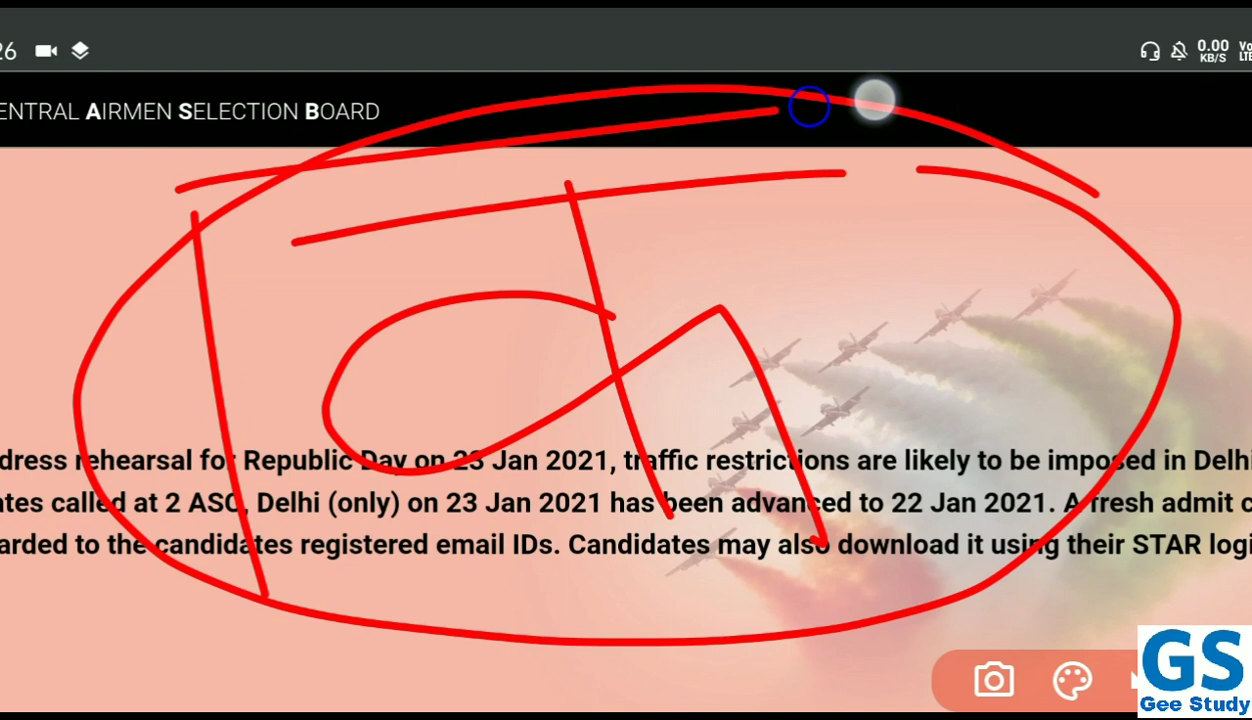 26
0.00
KB/S
LTE
ENTRAL AIRMEN SELECTION BOARD
dress rehearsal for Republic Day on 23 Jan 2021, traffic restrictions are likely to be imposed in Delhi
ates called at 2 ASC, Delhi (only) on 23 Jan 2021 has been advanced to 22 Jan 2021. A fresh admit c
arded to the candidates registered email IDs. Candidates may also download it using their STAR logi
GS
Gee Study